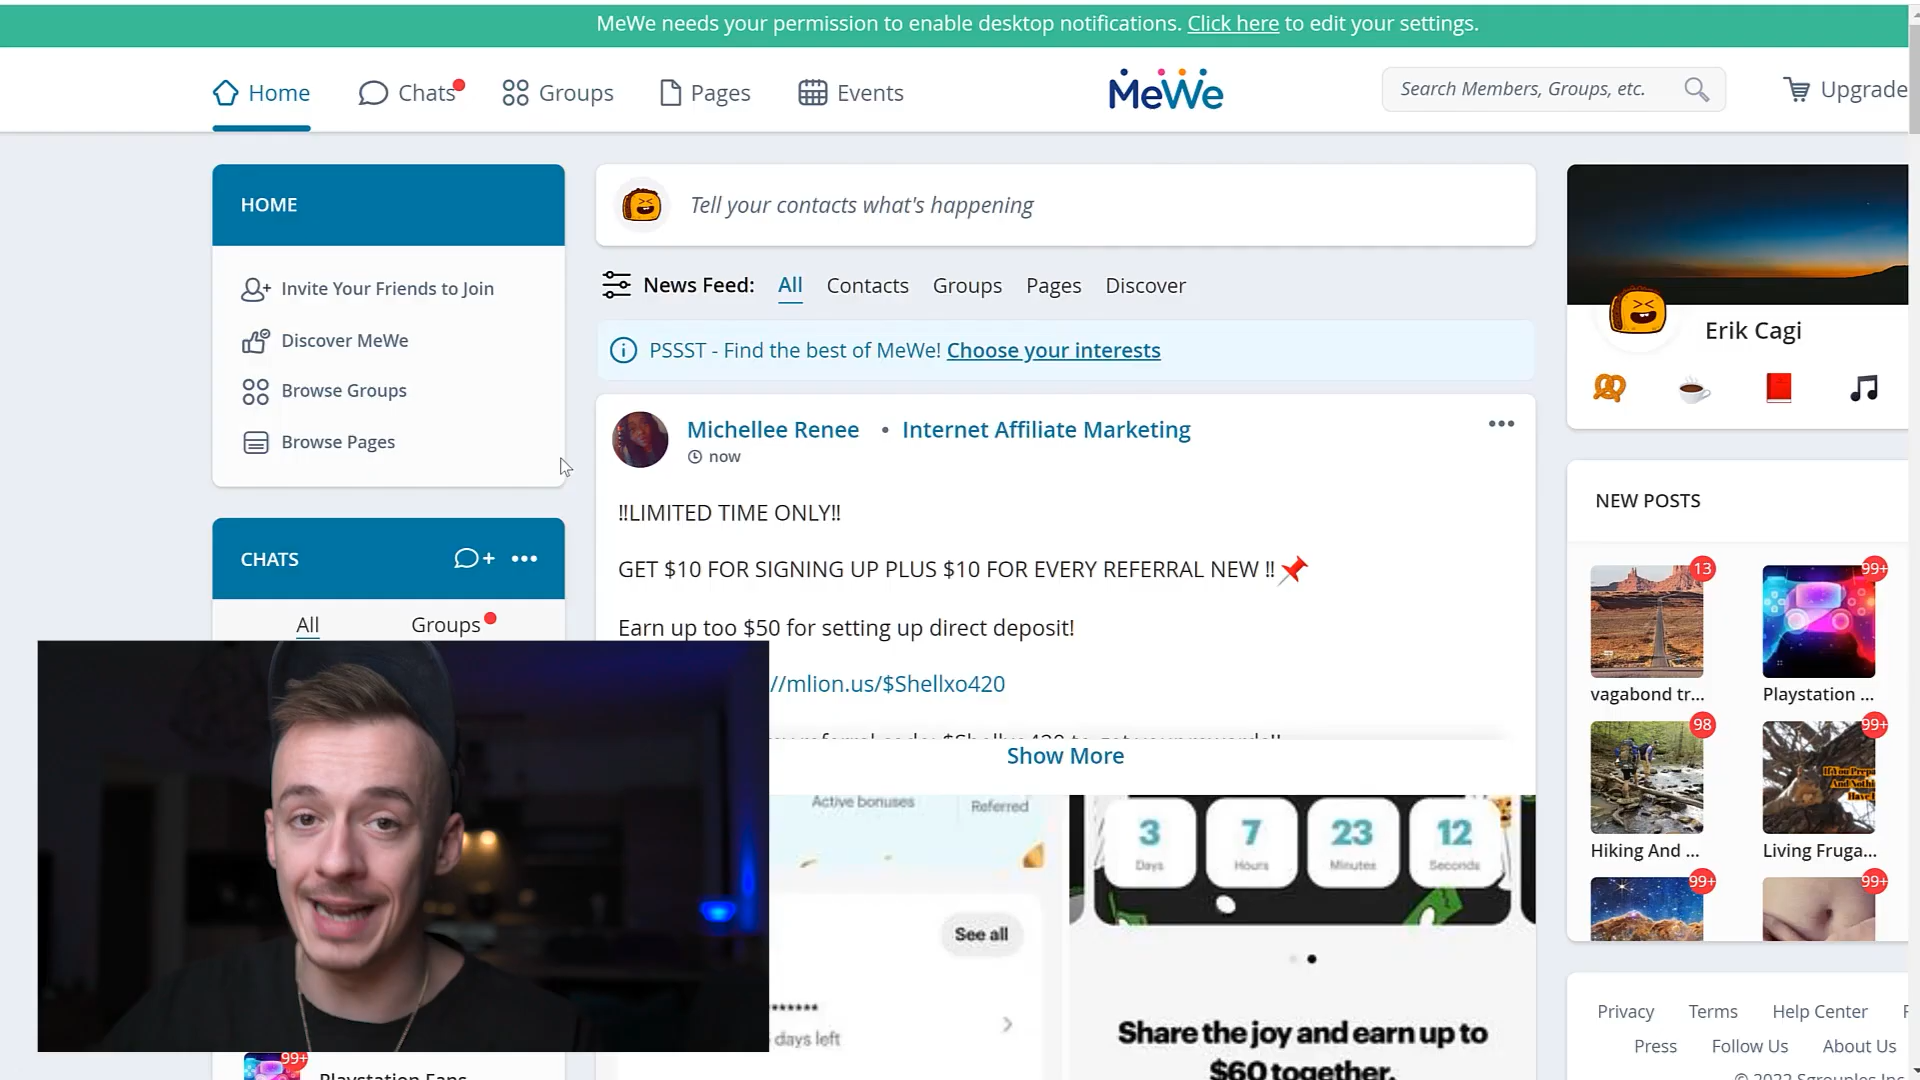 MeWe needs your permission to enable desktop notifications. Click here to edit your settings.
Home
Chats
Groups
Pages
Events
MeWe
Search Members, Groups, etc.
Upgrade
HOME
Invite Your Friends to Join
Discover MeWe
Browse Groups
Browse Pages
CHATS
All
Groups
99+
Tell your contacts what's happening
News Feed:
All
Contacts
Groups
Pages
Discover
PSSST - Find the best of MeWe! Choose your interests
Michellee Renee • Internet Affiliate Marketing
now
!!LIMITED TIME ONLY!!
GET $10 FOR SIGNING UP PLUS $10 FOR EVERY REFERRAL NEW !!
Earn up too $50 for setting up direct deposit!
//mlion.us/$Shellxo420
Show More
Active bonuses
Referred
See all
days left
3
7
23
12
Days
Hours
Minutes
Seconds
Share the joy and earn up to
$60 together.
Erik Cagi
NEW POSTS
13
99+
vagabond tr...
Playstation ...
98
99+
Hiking And ...
Living Fruga...
99+
99+
Privacy
Terms
Help Center
Press
Follow Us
About Us